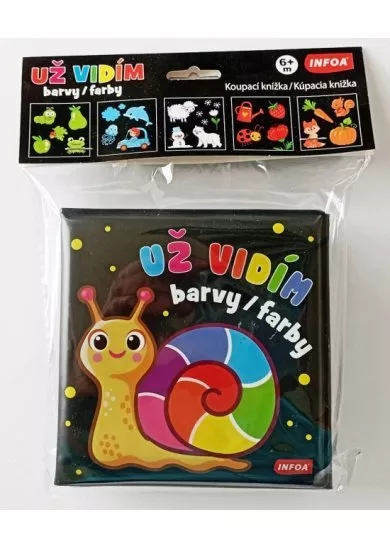 UŽ VIDÍM
barvy / farby
6+
m
INFOA
Koupací knížka / Kúpacia knižka
UŽ VIDÍM
barvy / farby
INFOA